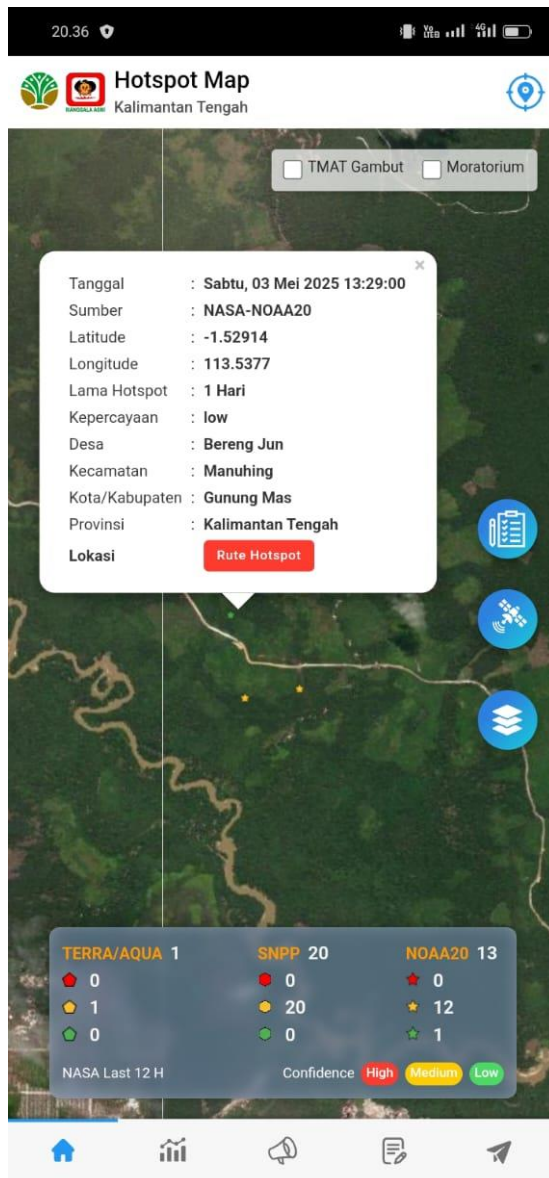 20.36
Ya
LTEB
4G
Hotspot Map
Kalimantan Tengah
TMAT Gambut Moratorium
×
Tanggal : Sabtu, 03 Mei 2025 13:29:00
Sumber : NASA-NOAA20
Latitude : -1.52914
Longitude : 113.5377
Lama Hotspot : 1 Hari
Kepercayaan : low
Desa : Bereng Jun
Kecamatan : Manuhing
Kota/Kabupaten : Gunung Mas
Provinsi : Kalimantan Tengah
Lokasi Rute Hotspot
TERRA/AQUA 1 SNPP 20 NOAA20 13
0 0 0
1 20 12
0 0 1
NASA Last 12 H Confidence High Medium Low